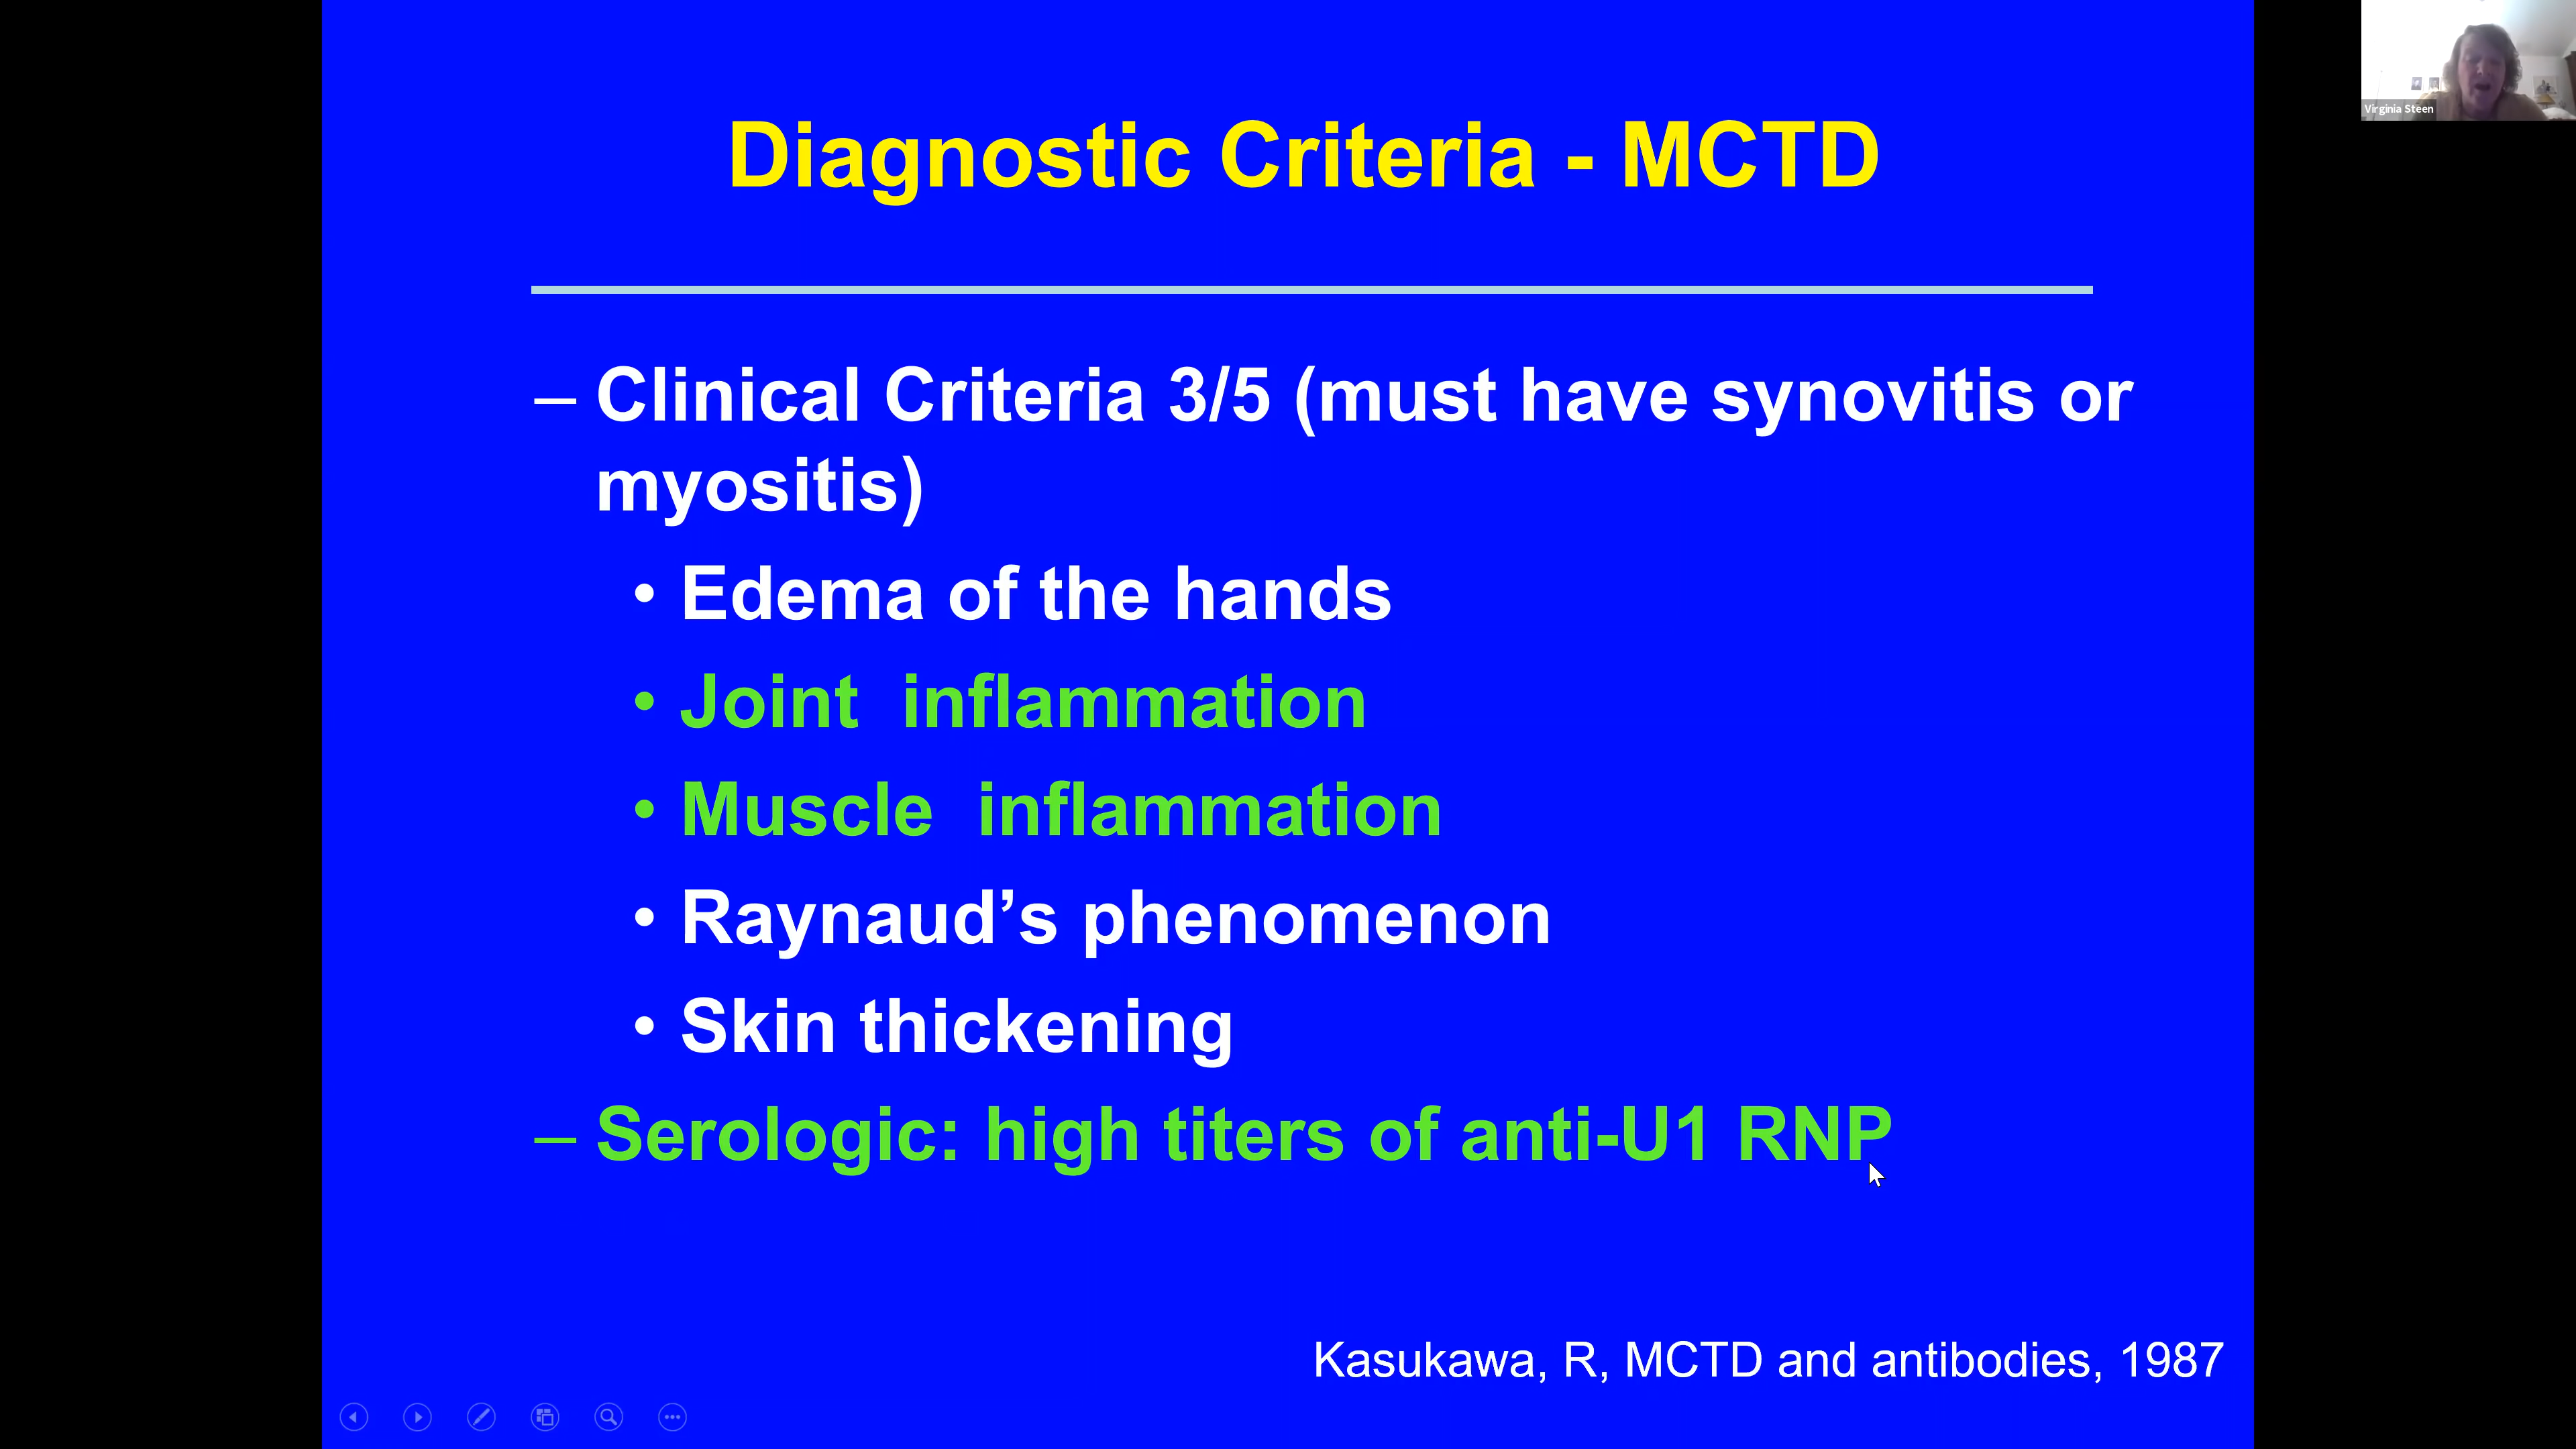 Diagnostic Criteria - MCTD
– Clinical Criteria 3/5 (must have synovitis or
myositis)
• Edema of the hands
• Joint  inflammation
• Muscle  inflammation
• Raynaud’s phenomenon
• Skin thickening
– Serologic: high titers of anti-U1 RNP
Kasukawa, R, MCTD and antibodies, 1987
Virginia Steen